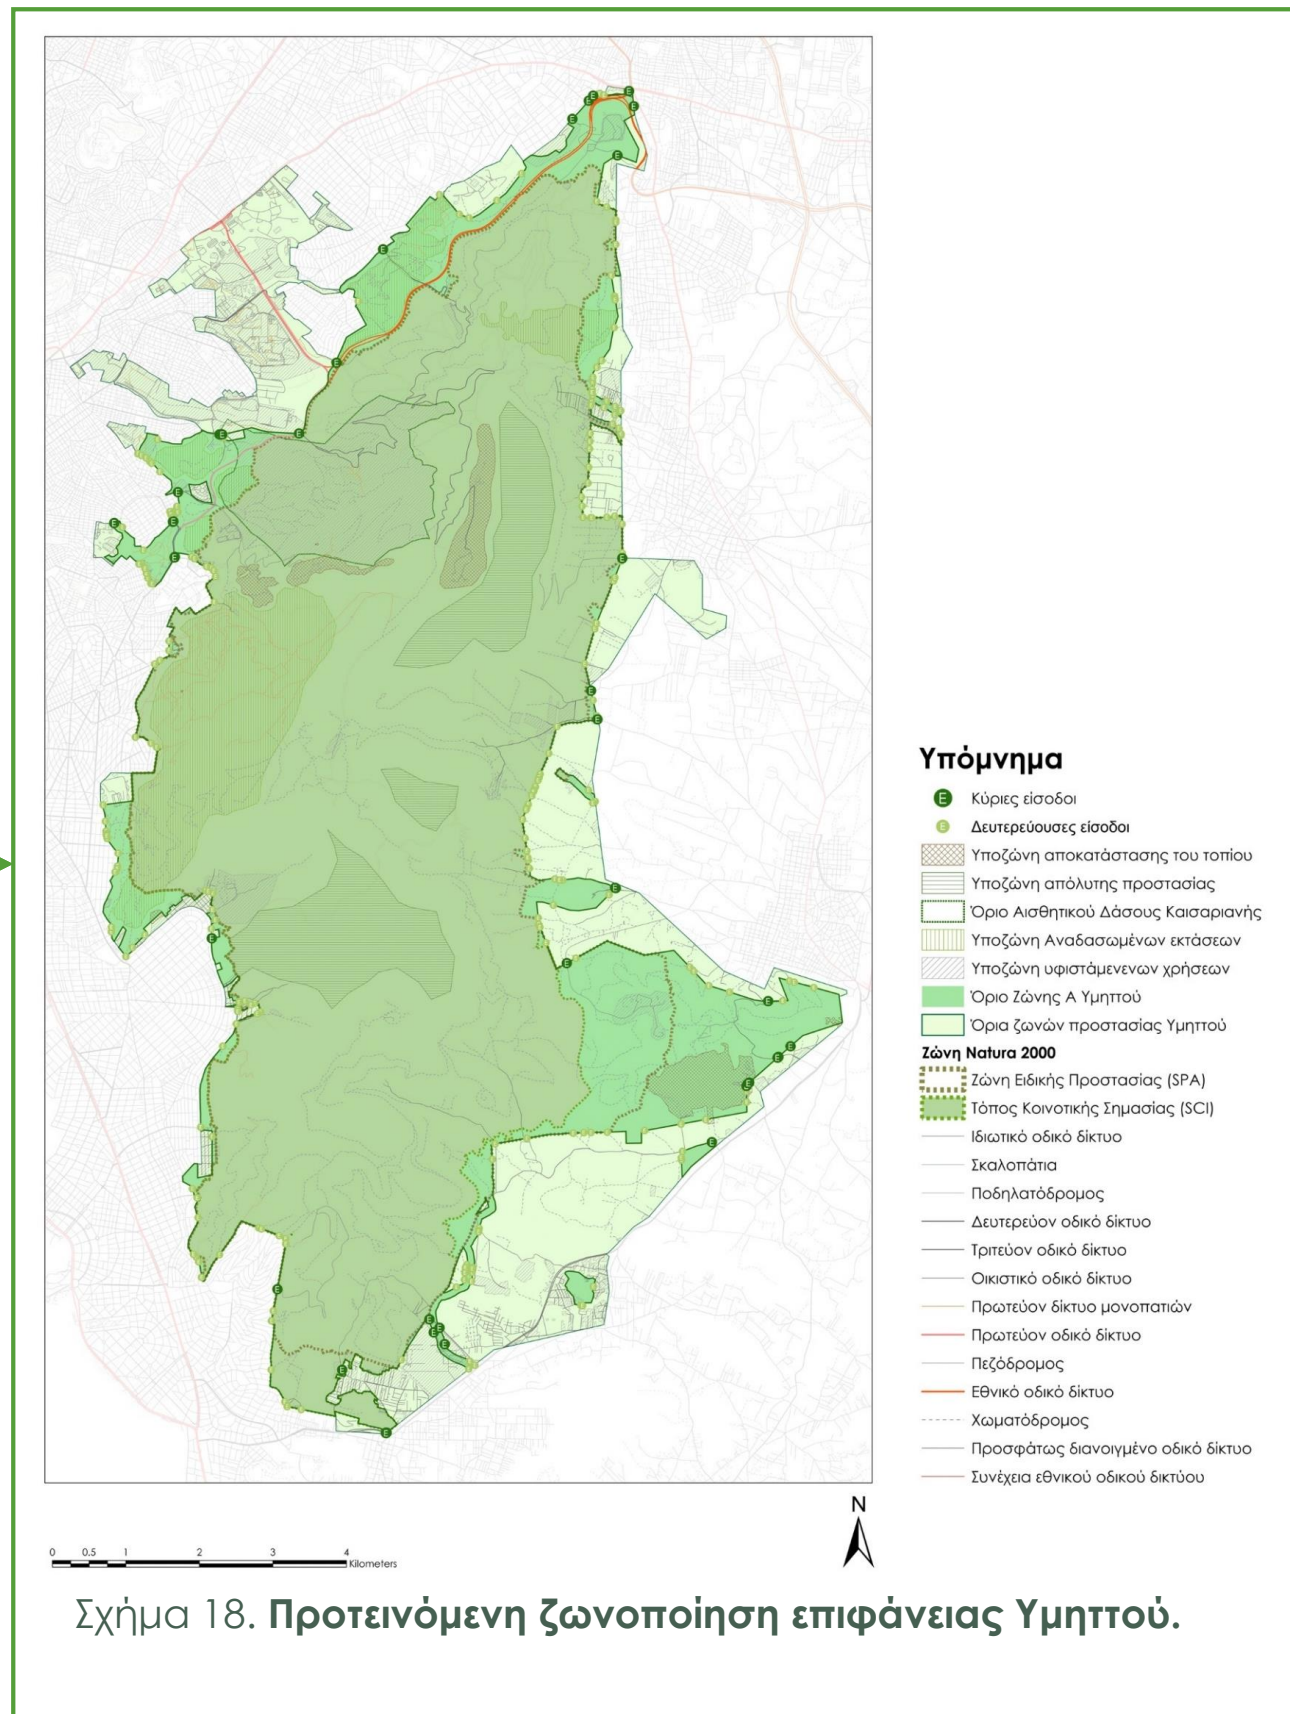 Υπόμνημα
E Κύριες είσοδοι
E Δευτερεύουσες είσοδοι
Υποζώνη αποκατάστασης του τοπίου
Υποζώνη απόλυτης προστασίας
Όριο Αισθητικού Δάσους Καισαριανής
Υποζώνη Αναδασωμένων εκτάσεων
Υποζώνη υφιστάμενενων χρήσεων
Όριο Ζώνης Α Υμηττού
Όρια ζωνών προστασίας Υμηττού
Ζώνη Natura 2000
Ζώνη Ειδικής Προστασίας (SPA)
Τόπος Κοινοτικής Σημασίας (SCI)
Ιδιωτικό οδικό δίκτυο
Σκαλοπάτια
Ποδηλατόδρομος
Δευτερεύον οδικό δίκτυο
Τριτεύον οδικό δίκτυο
Οικιστικό οδικό δίκτυο
Πρωτεύον δίκτυο μονοπατιών
Πρωτεύον οδικό δίκτυο
Πεζόδρομος
Εθνικό οδικό δίκτυο
Χωματόδρομος
Προσφάτως διανοιγμένο οδικό δίκτυο
Συνέχεια εθνικού οδικού δικτύου
N
0 0.5 1 2 3 4
Kilometers
Σχήμα 18. Προτεινόμενη ζωνοποίηση επιφάνειας Υμηττού.